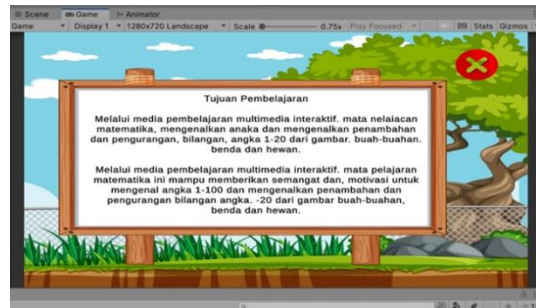 Scene Game Animator
Game Display 1 1280x720 Landscape Scale 0.75x Play Focused Stats Gizmos
Tujuan Pembelajaran
Melalui media pembelajaran multimedia interaktif. mata nelaiacan
matematika, mengenalkan anaka dan mengenalkan penambahan
dan pengurangan, bilangan, angka 1-20 dari gambar. buah-buahan.
benda dan hewan.
Melalui media pembelajaran multimedia interaktif. mata pelajaran
matematika ini mampu memberikan semangat dan, motivasi untuk
mengenal angka 1-100 dan mengenalkan penambahan dan
pengurangan bilangan angka. -20 dari gambar buah-buahan,
benda dan hewan.